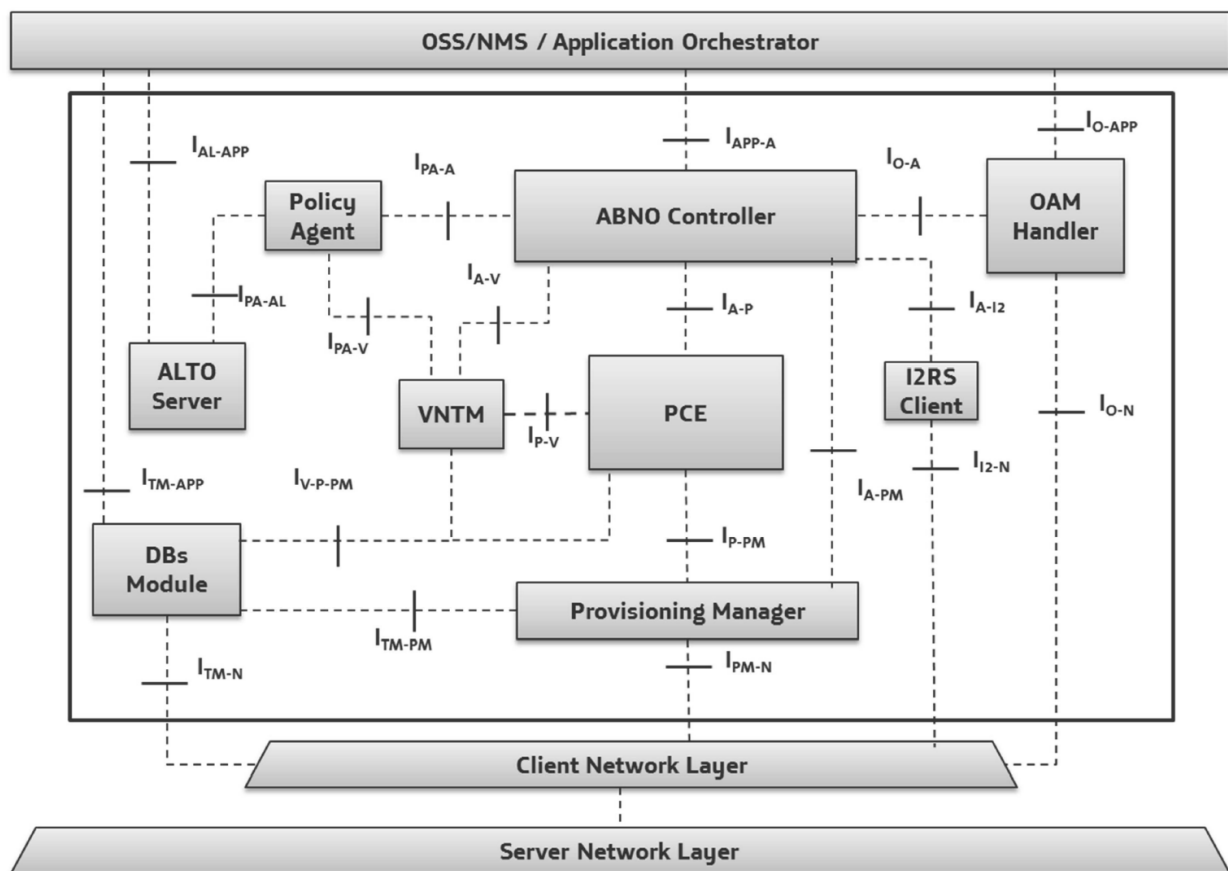 OSS/NMS / Application Orchestrator
I_AL-APP
I_APP-A
I_O-APP
I_PA-A
I_O-A
Policy
Agent
ABNO Controller
OAM
Handler
I_PA-AL
I_A-V
I_PA-V
I_A-P
I_A-I2
ALTO
Server
VNTM
I_P-V
PCE
I2RS
Client
I_O-N
I_TM-APP
I_V-P-PM
I_A-PM
I_I2-N
DBs
Module
I_P-PM
Provisioning Manager
I_TM-PM
I_TM-N
I_PM-N
Client Network Layer
Server Network Layer